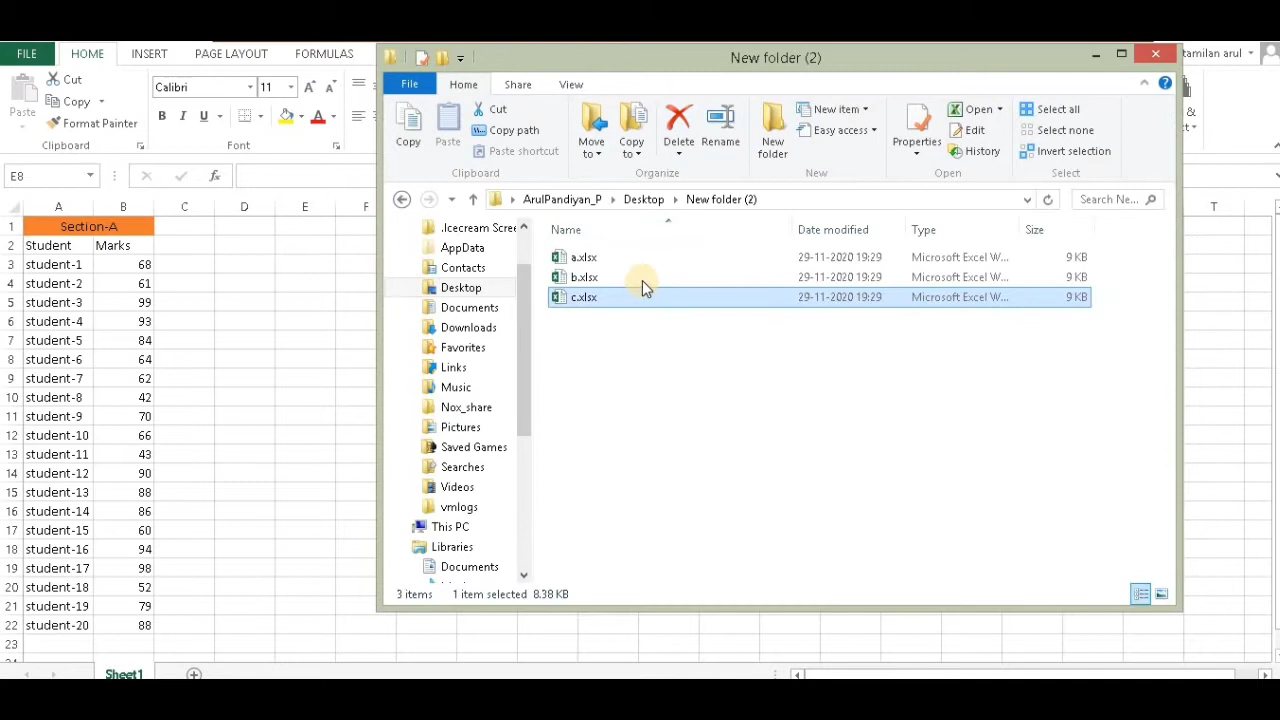 New folder (2)
FILE HOME INSERT PAGE LAYOUT FORMULAS
tamilan arul
File Home Share View
Cut
Copy
Format Painter
Paste
Clipboard
Calibri 11
B I U
A A
A
Font
Copy
Paste
Cut
Copy path
Paste shortcut
Clipboard
Move to
Copy to
Delete
Rename
Organize
New folder
New item
Easy access
New
Properties
Open
Edit
History
Open
Select all
Select none
Invert selection
Select
E8
fx
ArulPandiyan_P Desktop New folder (2)
Search Ne...
A B C D E F T
1 Section-A
2 Student Marks
3 student-1 68
4 student-2 61
5 student-3 99
6 student-4 93
7 student-5 84
8 student-6 64
9 student-7 62
10 student-8 42
11 student-9 70
12 student-10 66
13 student-11 43
14 student-12 90
15 student-13 88
16 student-14 86
17 student-15 60
18 student-16 94
19 student-17 98
20 student-18 52
21 student-19 79
22 student-20 88
23
Sheet1
.Icecream Scre
AppData
Contacts
Desktop
Documents
Downloads
Favorites
Links
Music
Nox_share
Pictures
Saved Games
Searches
Videos
vmlogs
This PC
Libraries
Documents
Name Date modified Type Size
a.xlsx 29-11-2020 19:29 Microsoft Excel W... 9 KB
b.xlsx 29-11-2020 19:29 Microsoft Excel W... 9 KB
c.xlsx 29-11-2020 19:29 Microsoft Excel W... 9 KB
3 items 1 item selected 8.38 KB